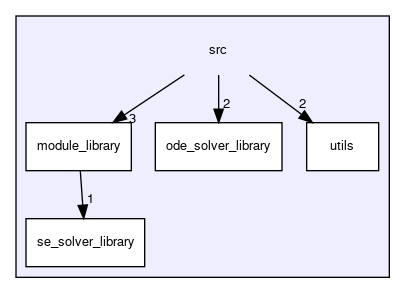 src
3
2
2
module_library
ode_solver_library
utils
1
se_solver_library